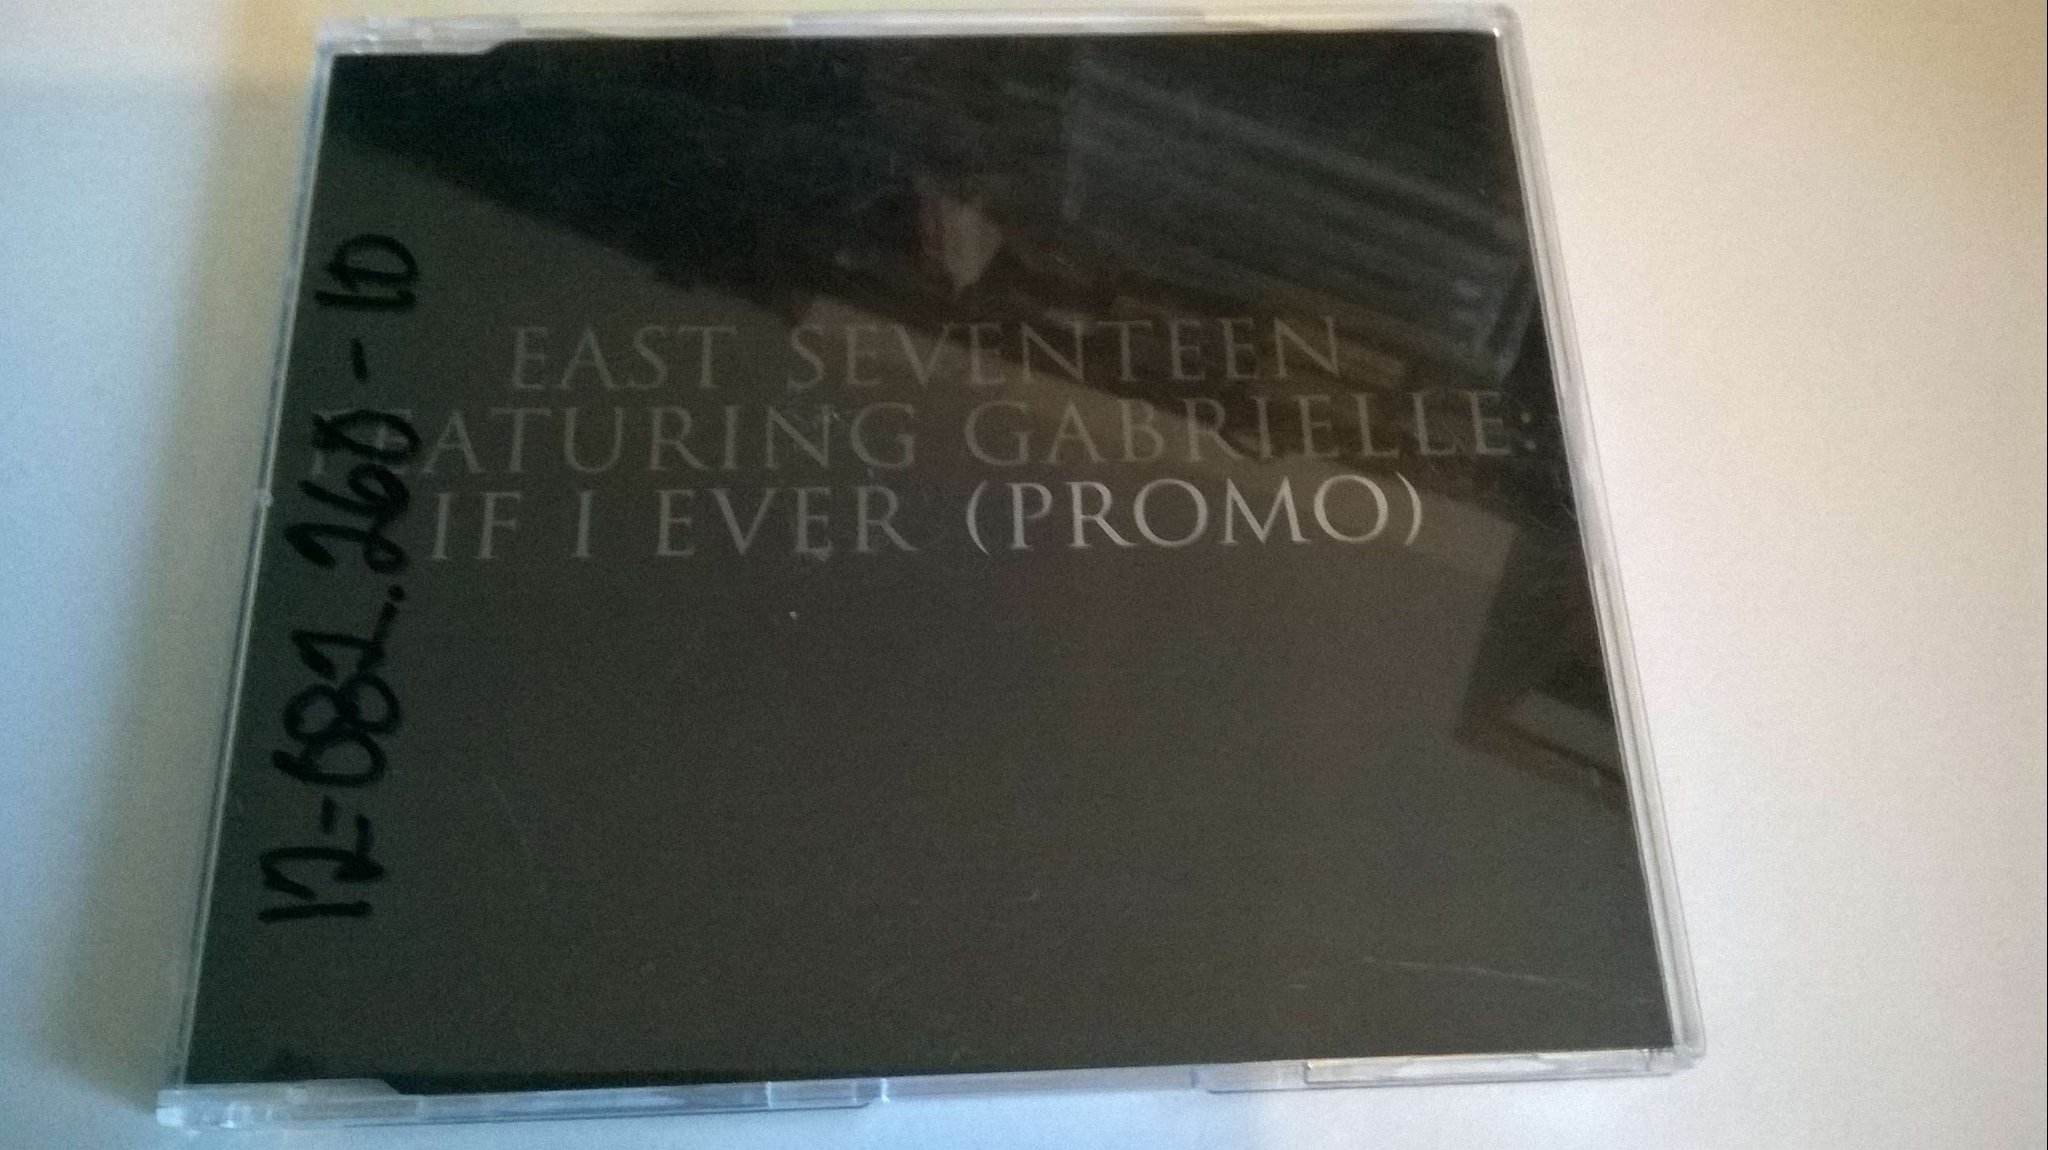 EAST SEVENTEEN
FEATURING GABRIELLE:
IF I EVER (PROMO)